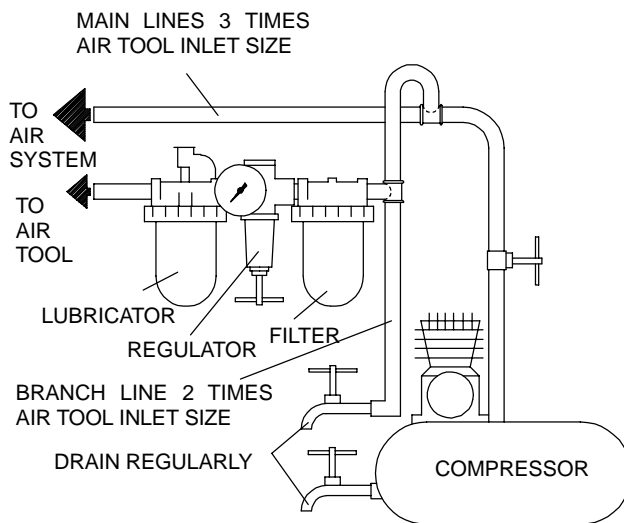 MAIN LINES 3 TIMES
AIR TOOL INLET SIZE
TO
AIR
SYSTEM
TO
AIR
TOOL
LUBRICATOR
REGULATOR
FILTER
BRANCH LINE 2 TIMES
AIR TOOL INLET SIZE
DRAIN REGULARLY
COMPRESSOR